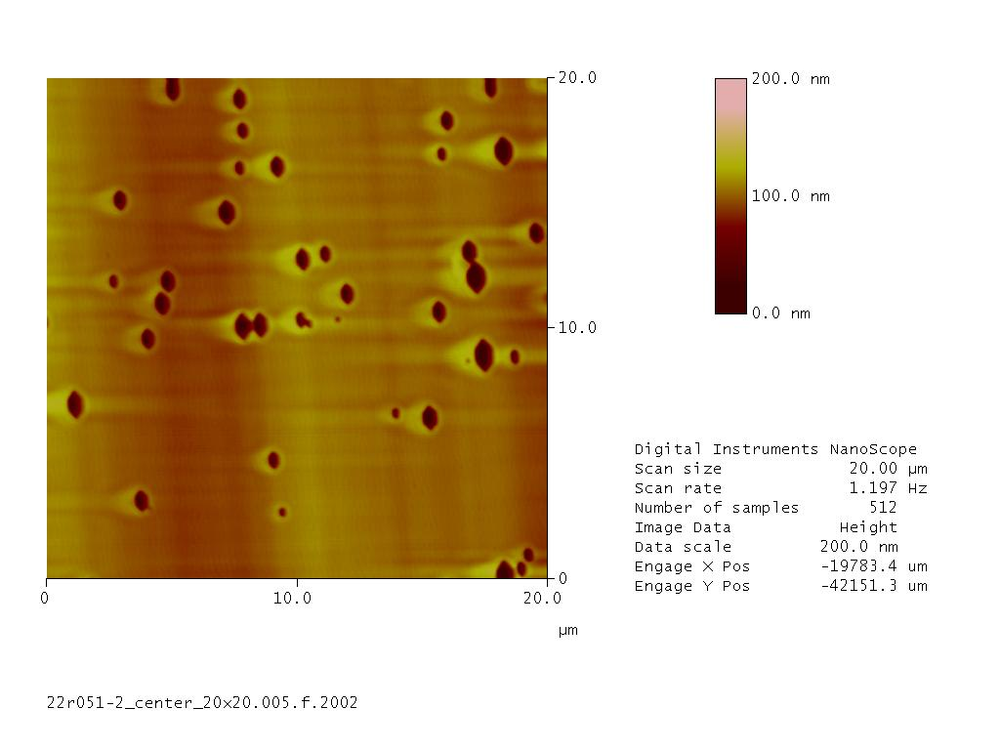 20.0
10.0
0
0
10.0
20.0
µm
200.0 nm
100.0 nm
0.0 nm
Digital Instruments NanoScope
Scan size 20.00 µm
Scan rate 1.197 Hz
Number of samples 512
Image Data Height
Data scale 200.0 nm
Engage X Pos -19783.4 um
Engage Y Pos -42151.3 um
22r051-2_center_20x20.005.f.2002